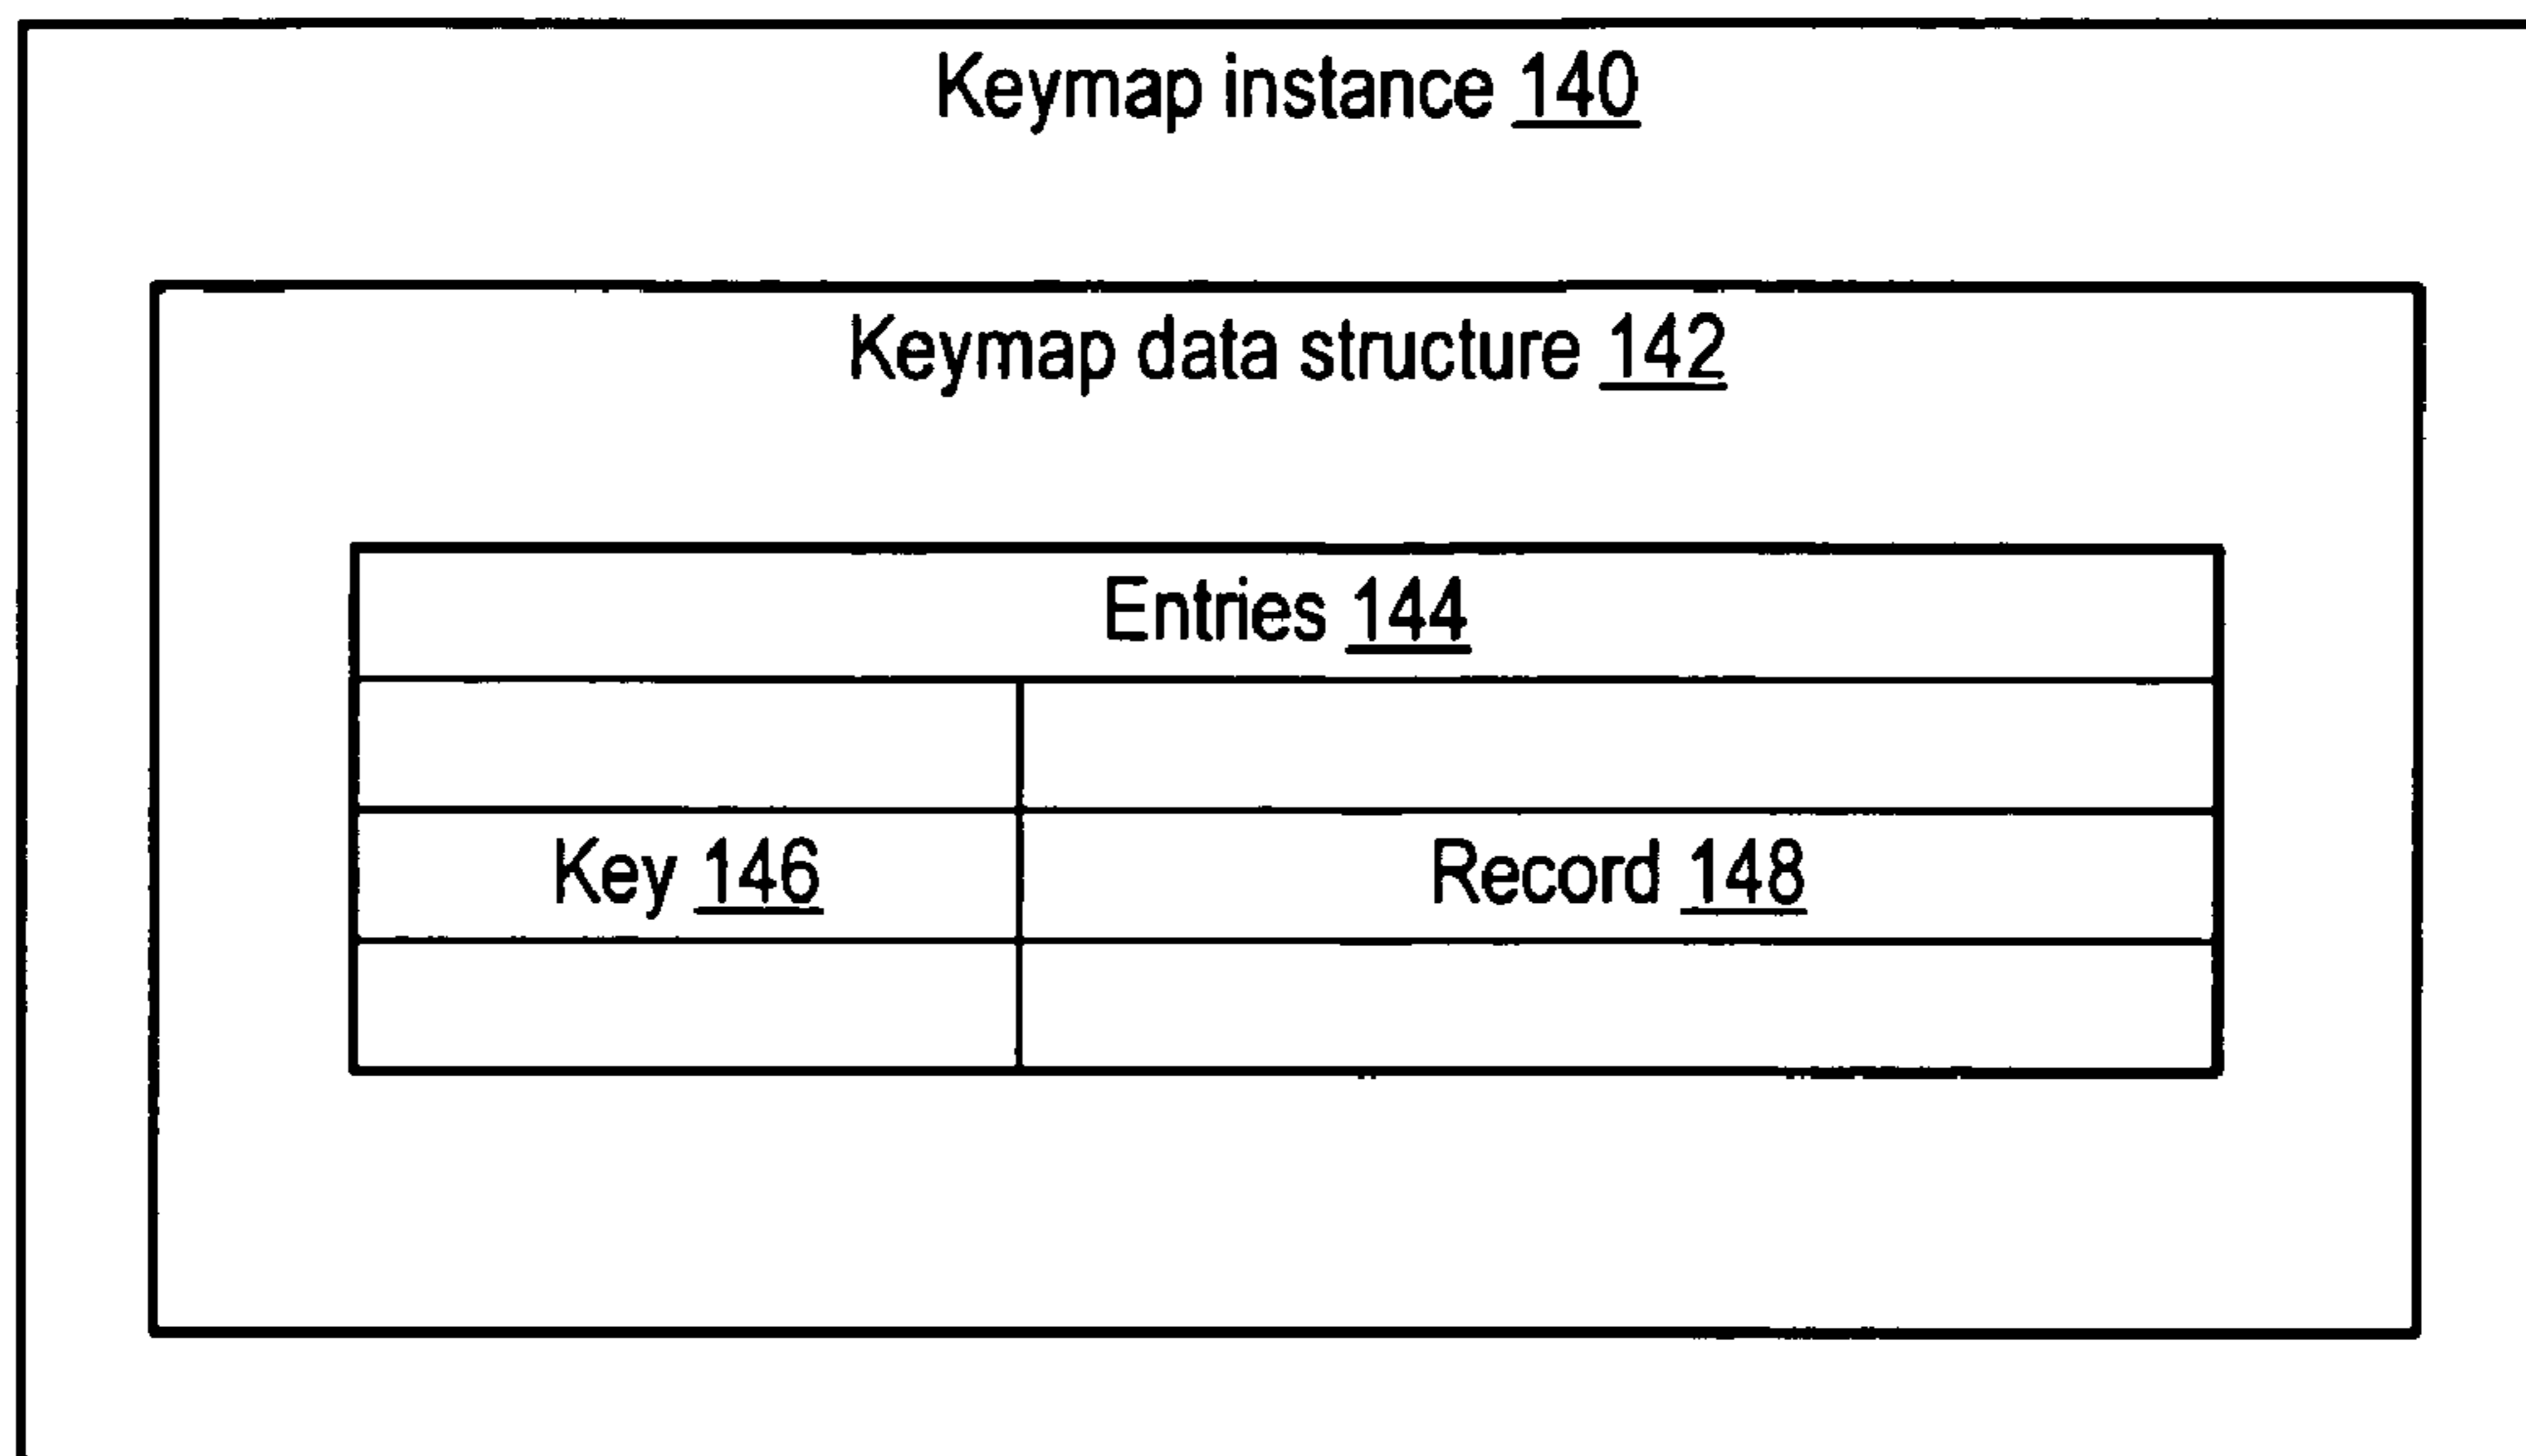 Keymap instance 140
Keymap data structure 142
Entries 144
Key 146 Record 148